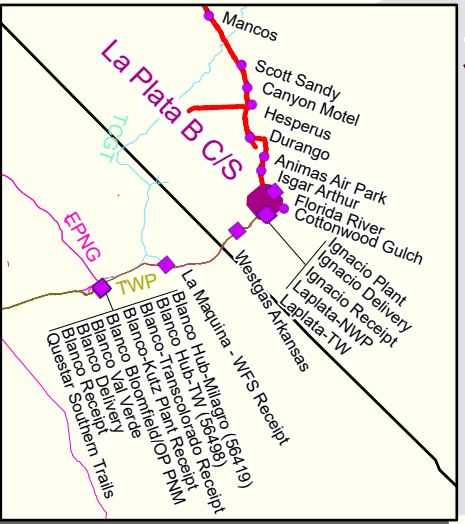 Mancos
Scott Sandy
Canyon Motel
Hesperus
Durango
Animas Air Park
Isgar Arthur
Florida River
Cottonwood Gulch
La Plata B C/S
TCGT
EPNG
TWP
Ignacio Plant
Ignacio Delivery
Ignacio Receipt
Laplata-NWP
Laplata-TW
Westgas Arkansas
La Maquina - WFS Receipt
Blanco Hub-Milagro (56419)
Blanco Hub-TW (56498)
Blanco-Transcolorado Receipt
Blanco-Kutz Plant Receipt
Blanco Bloomfield/OP PNM
Blanco Val Verde
Blanco Delivery
Blanco Receipt
Questar Southern Trails